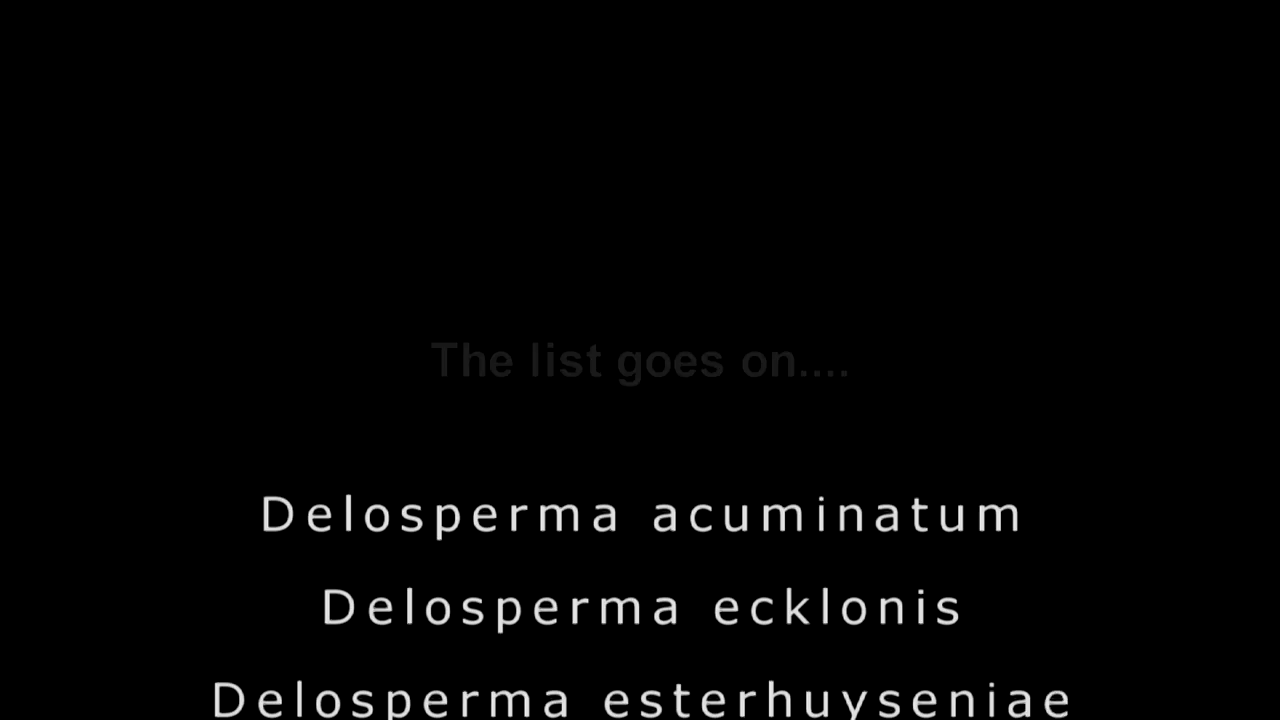 The list goes on....
Delosperma acuminatum
Delosperma ecklonis
Delosperma esterhuyseniae